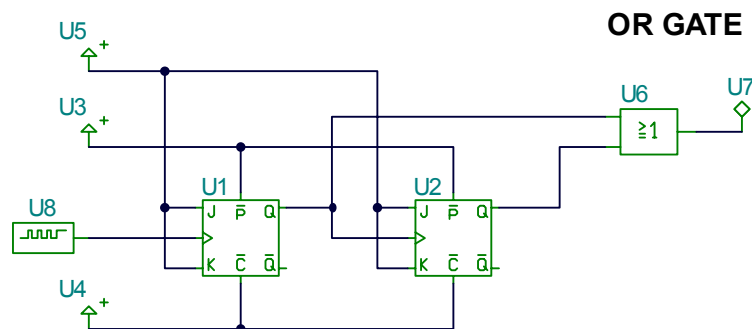 OR GATE
U5
+
U7
U3
+
U6
≥1
U1
U2
U8
J P̅ Q
J P̅ Q
K C̅ Q̅
K C̅ Q̅
U4
+